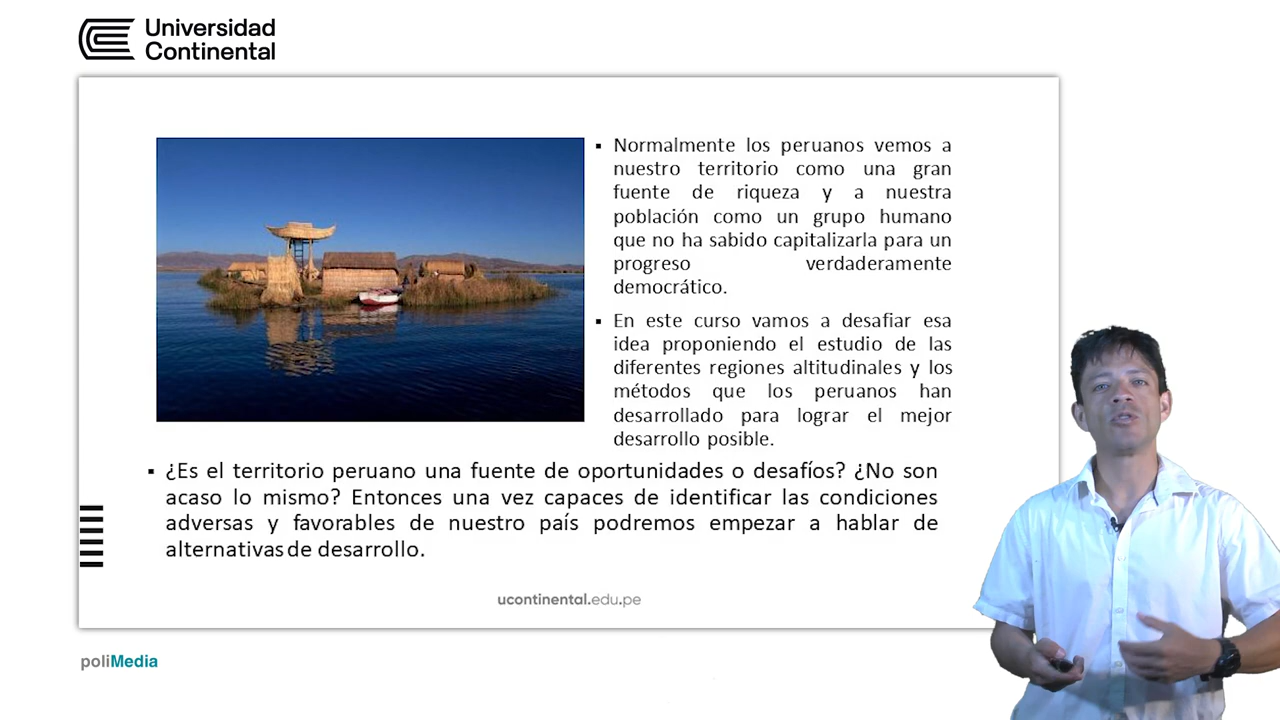 Universidad
Continental
▪ Normalmente los peruanos vemos a
nuestro territorio como una gran
fuente de riqueza y a nuestra
población como un grupo humano
que no ha sabido capitalizarla para un
progreso verdaderamente
democrático.
▪ En este curso vamos a desafiar esa
idea proponiendo el estudio de las
diferentes regiones altitudinales y los
métodos que los peruanos han
desarrollado para lograr el mejor
desarrollo posible.
▪ ¿Es el territorio peruano una fuente de oportunidades o desafíos? ¿No son
acaso lo mismo? Entonces una vez capaces de identificar las condiciones
adversas y favorables de nuestro país podremos empezar a hablar de
alternativas de desarrollo.
ucontinental.edu.pe
poliMedia